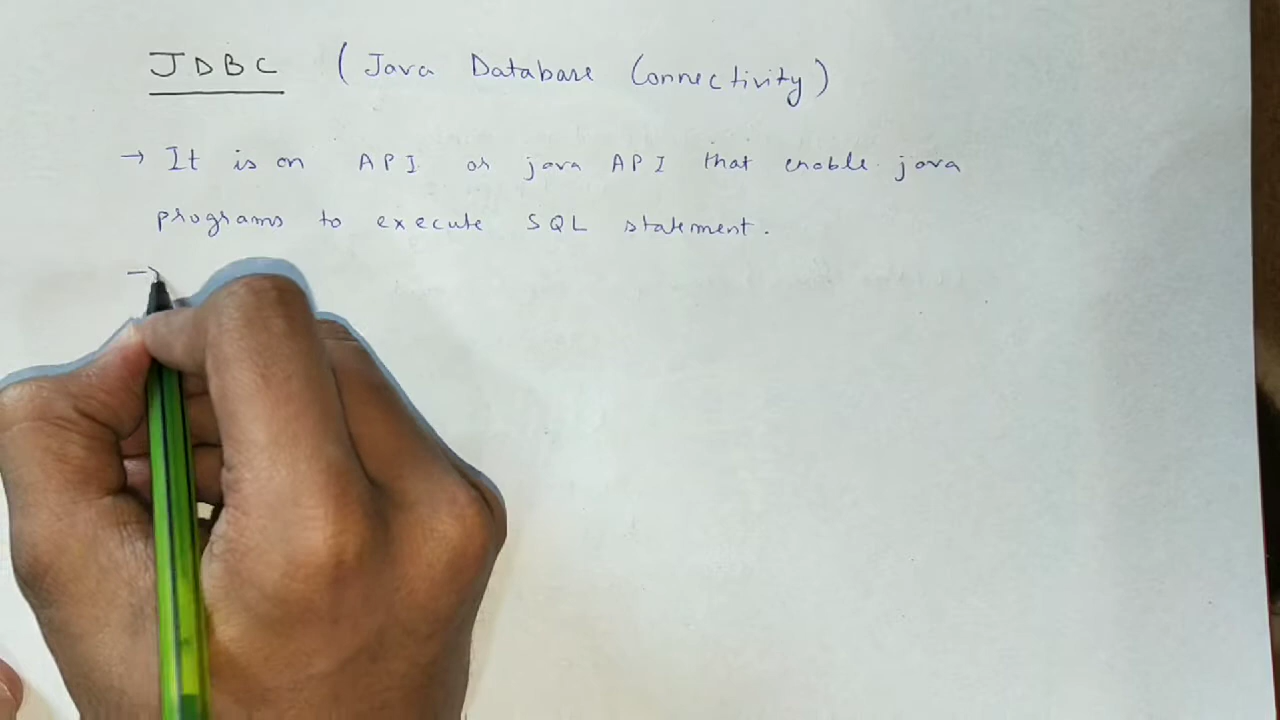 JDBC (Java Database Connectivity)
→ It is an API or java API that enable java
programs to execute SQL statement.
→